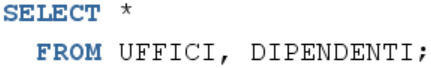 SELECT *
FROM UFFICI, DIPENDENTI;